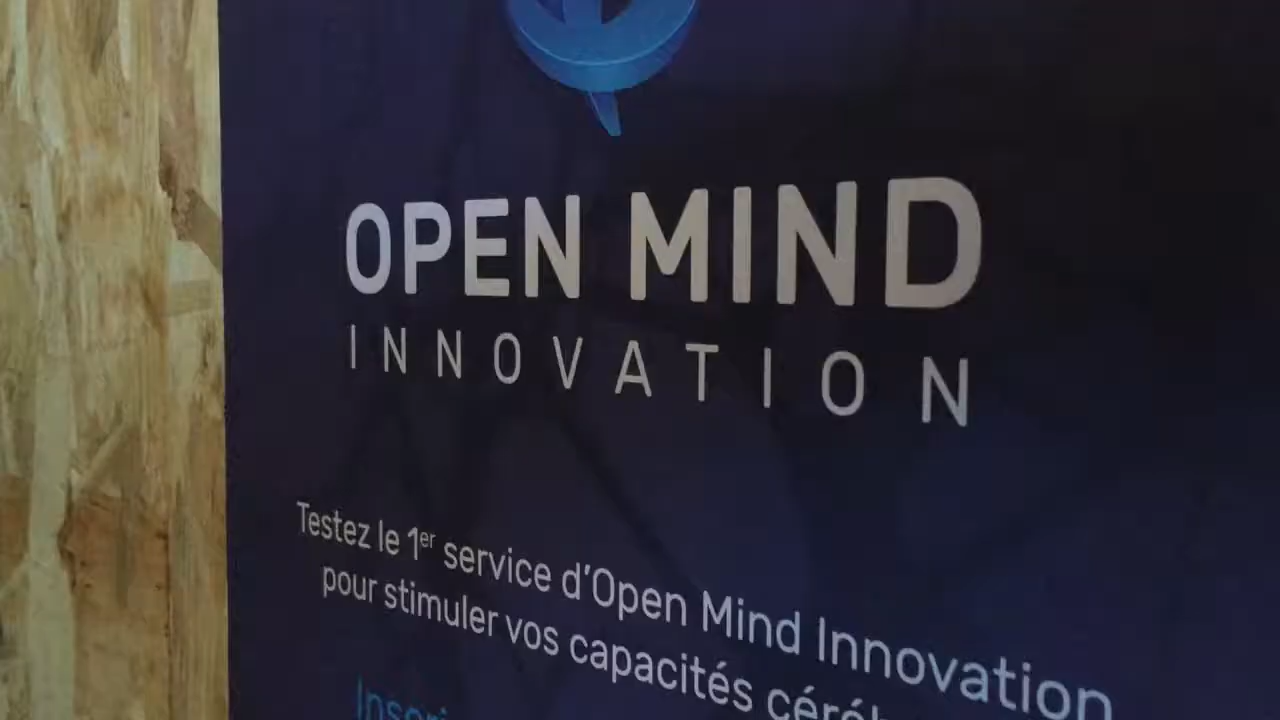 OPEN MIND
INNOVATION
Testez le 1er service d'Open Mind Innovation
pour stimuler vos capacités